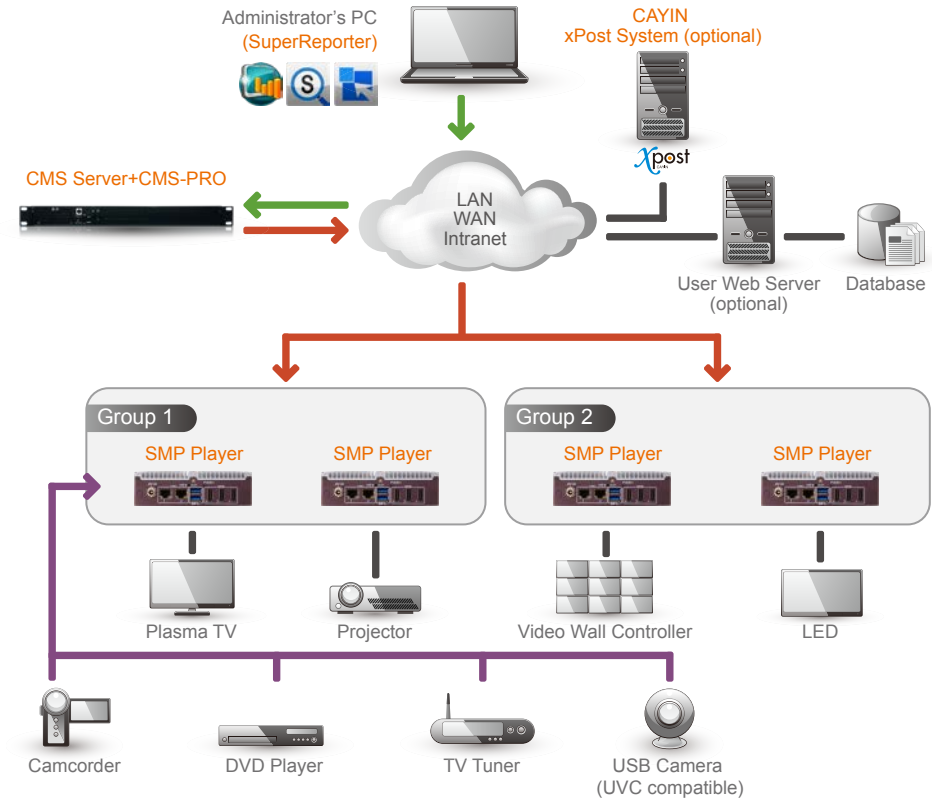 Administrator's PC
(SuperReporter)
S
CAYIN
xPost System (optional)
Xpost
CAYIN
CMS Server+CMS-PRO
LAN
WAN
Intranet
User Web Server
(optional)
Database
Group 1
SMP Player
SMP Player
Group 2
SMP Player
SMP Player
Plasma TV
Projector
Video Wall Controller
LED
Camcorder
DVD Player
TV Tuner
USB Camera
(UVC compatible)